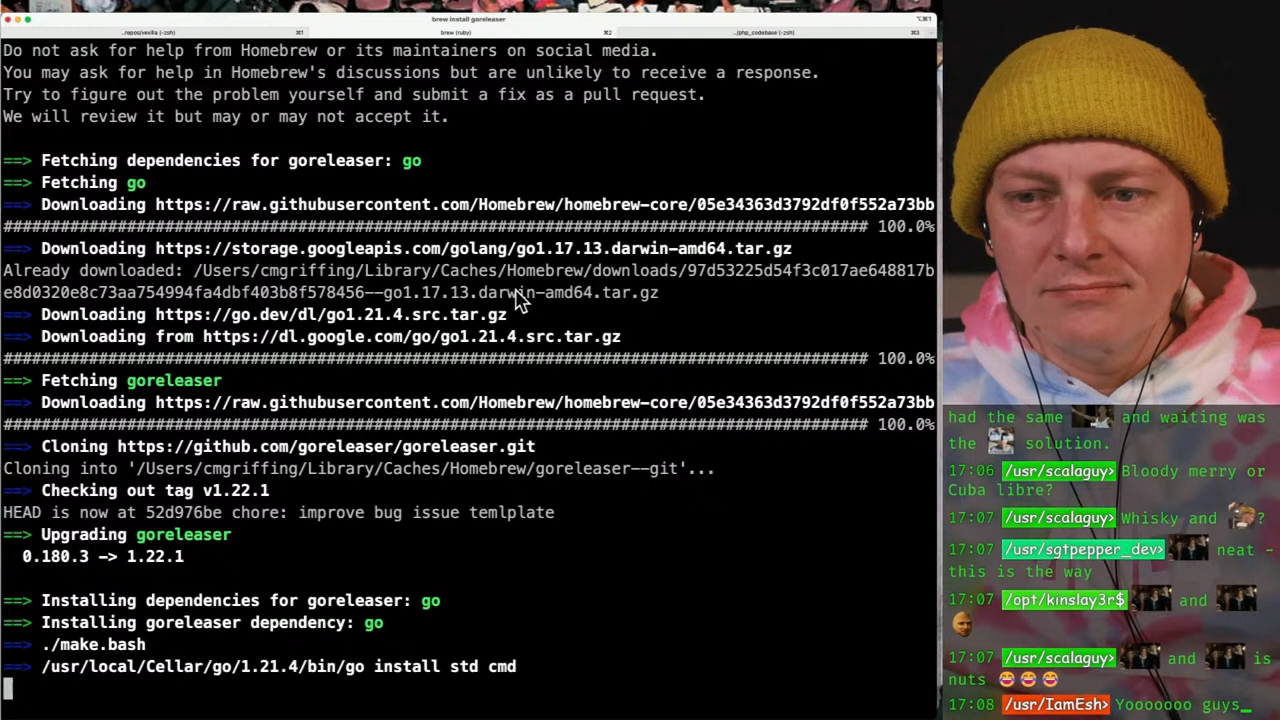 brew install goreleaser
⌥⌘1
..repos/vexilla (-zsh)
⌘1
brew (ruby)
⌘2
../php_codebase (-zsh)
⌘3
Do not ask for help from Homebrew or its maintainers on social media.
You may ask for help in Homebrew's discussions but are unlikely to receive a response.
Try to figure out the problem yourself and submit a fix as a pull request.
We will review it but may or may not accept it.
==> Fetching dependencies for goreleaser: go
==> Fetching go
==> Downloading https://raw.githubusercontent.com/Homebrew/homebrew-core/05e34363d3792df0f552a73bb
########################################################################################### 100.0%
==> Downloading https://storage.googleapis.com/golang/go1.17.13.darwin-amd64.tar.gz
Already downloaded: /Users/cmgriffing/Library/Caches/Homebrew/downloads/97d53225d54f3c017ae648817b
e8d0320e8c73aa754994fa4dbf403b8f578456--go1.17.13.darwin-amd64.tar.gz
==> Downloading https://go.dev/dl/go1.21.4.src.tar.gz
==> Downloading from https://dl.google.com/go/go1.21.4.src.tar.gz
########################################################################################### 100.0%
==> Fetching goreleaser
==> Downloading https://raw.githubusercontent.com/Homebrew/homebrew-core/05e34363d3792df0f552a73bb
########################################################################################### 100.0%
==> Cloning https://github.com/goreleaser/goreleaser.git
Cloning into '/Users/cmgriffing/Library/Caches/Homebrew/goreleaser--git'...
==> Checking out tag v1.22.1
HEAD is now at 52d976be chore: improve bug issue temlplate
==> Upgrading goreleaser
0.180.3 -> 1.22.1
==> Installing dependencies for goreleaser: go
==> Installing goreleaser dependency: go
==> ./make.bash
==> /usr/local/Cellar/go/1.21.4/bin/go install std cmd
had the same and waiting was
the solution.
17:06 /usr/scalaguy> Bloody merry or
Cuba libre?
17:07 /usr/scalaguy> Whisky and ?
17:07 /usr/sgtpepper_dev> neat -
this is the way
17:07 /opt/kinslay3r$ and
17:07 /usr/scalaguy> and is
nuts 😂😂😂
17:08 /usr/IamEsh> Yooooooo guys_